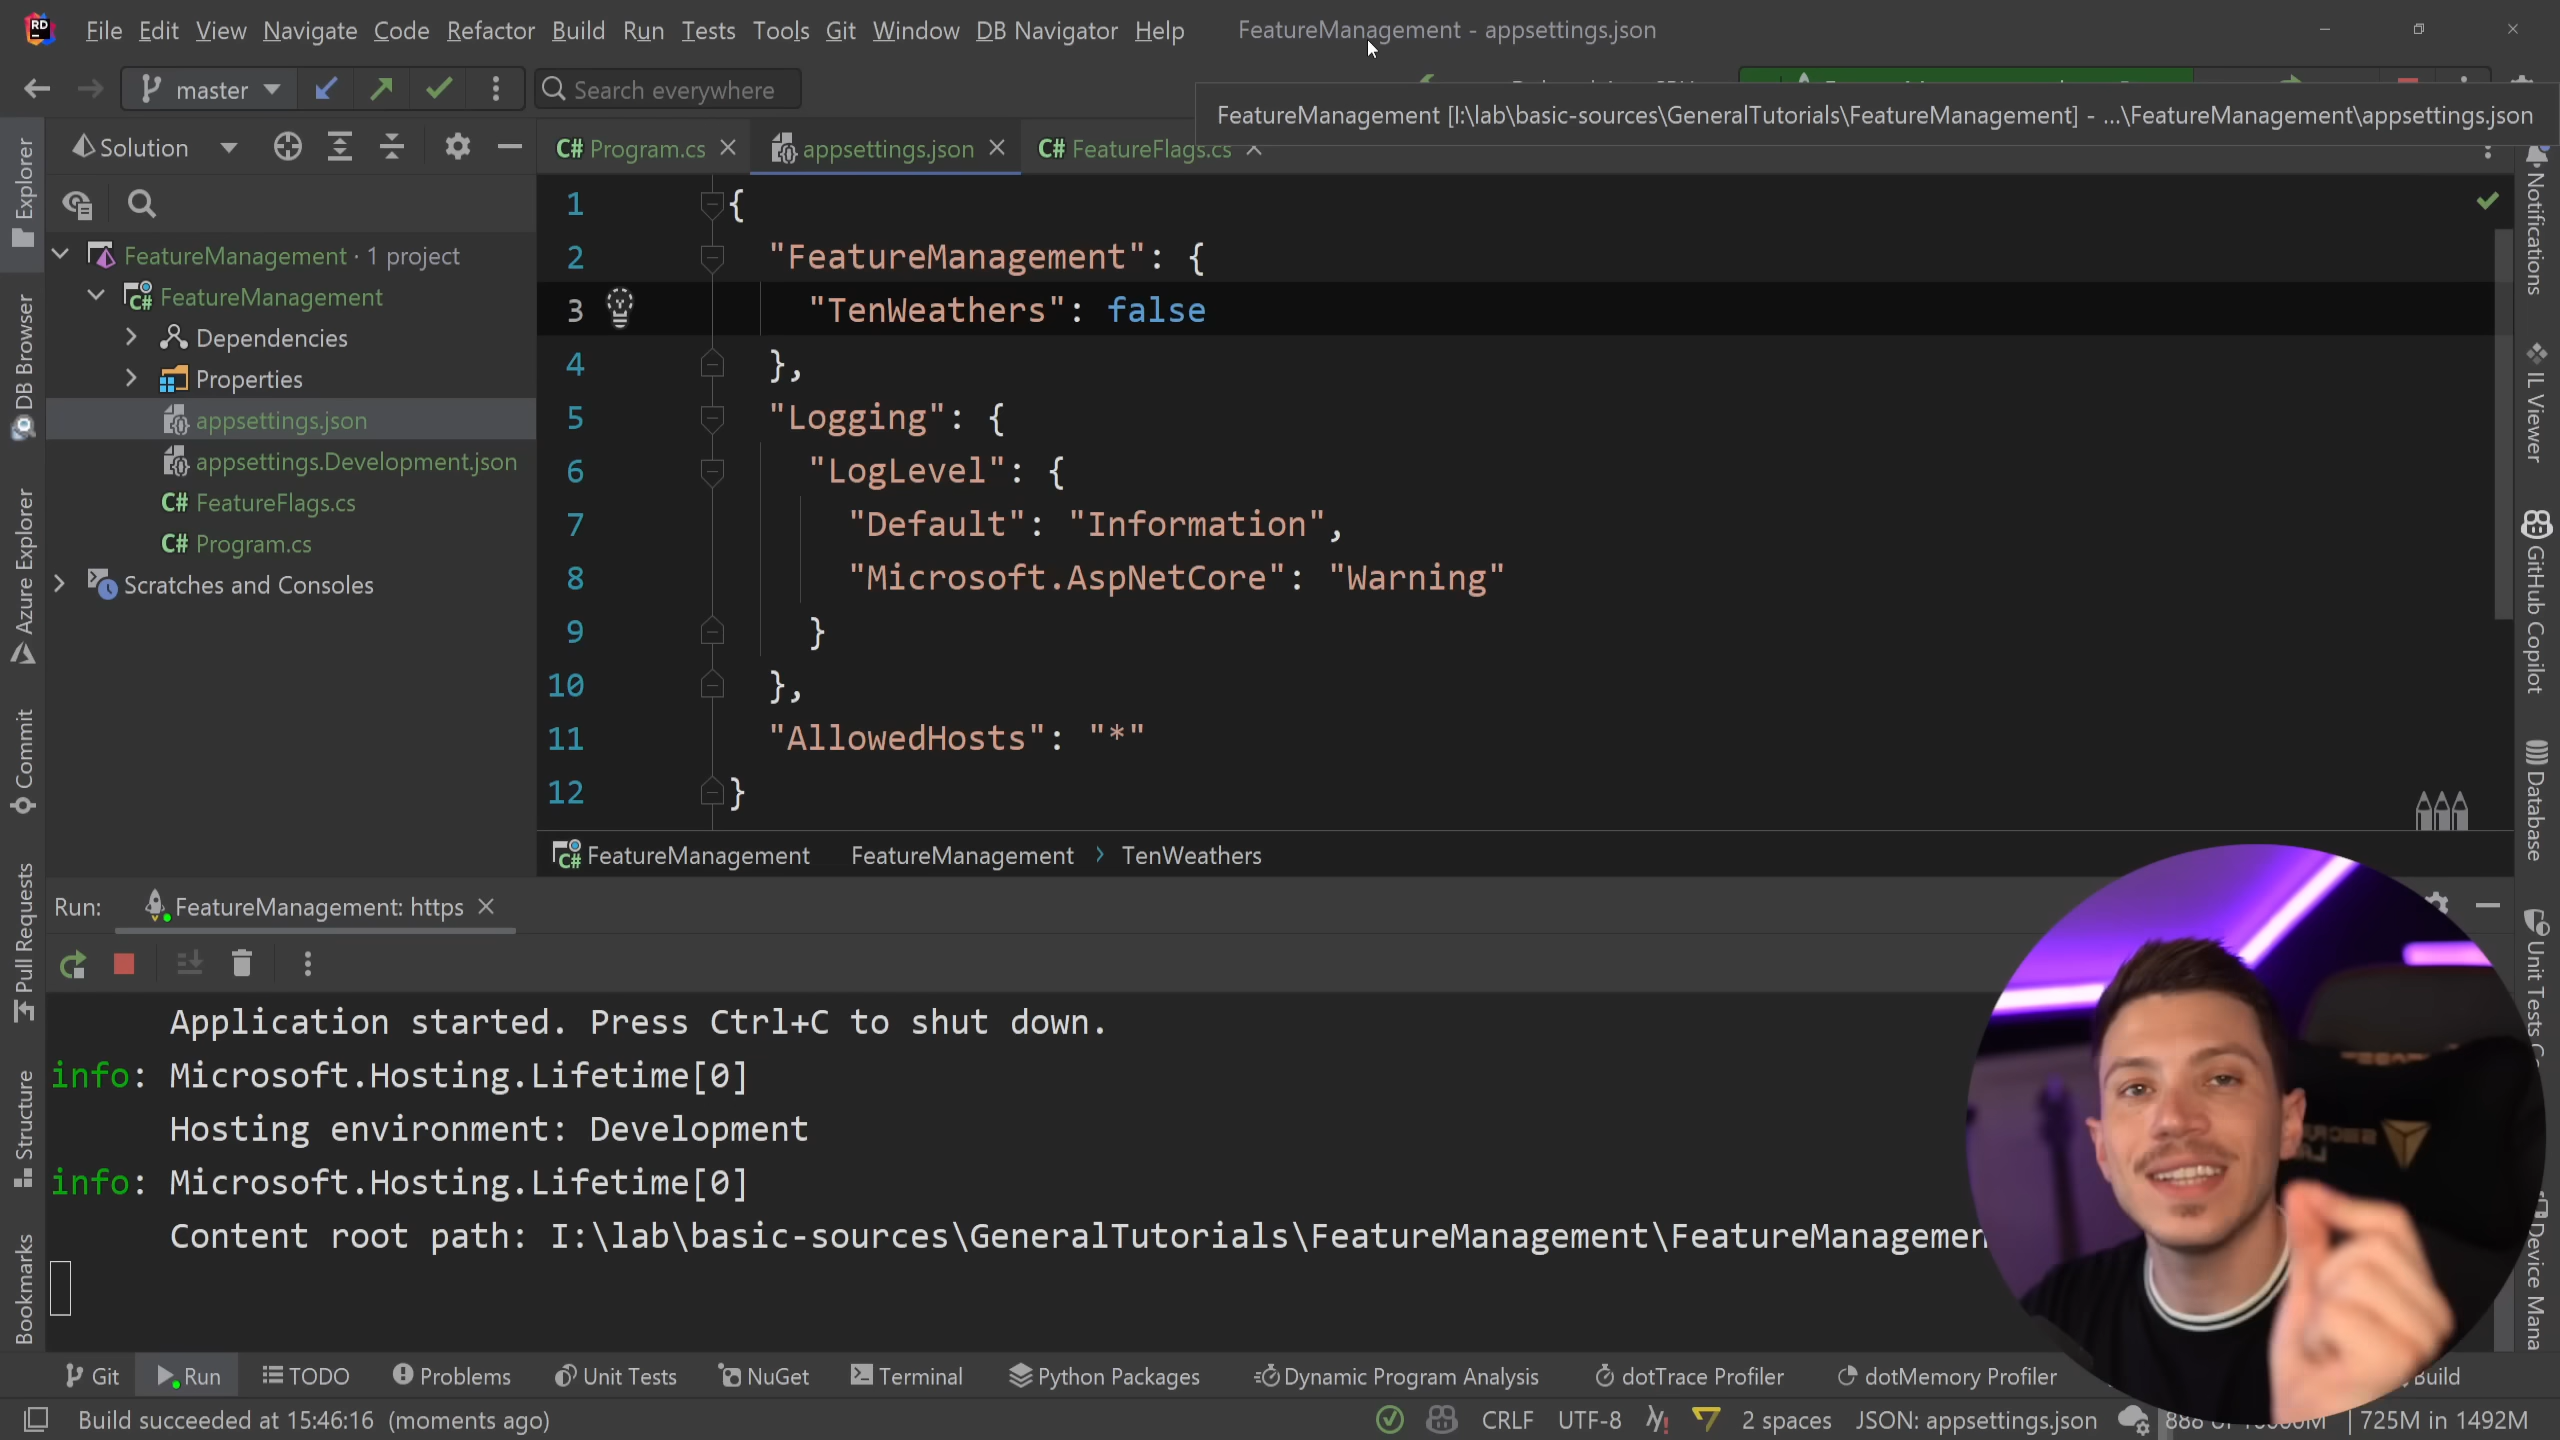 RD
File Edit View Navigate Code Refactor Build Run Tests Tools Git Window DB Navigator Help
FeatureManagement - appsettings.json
master
Search everywhere
FeatureManagement [I:\lab\basic-sources\GeneralTutorials\FeatureManagement] - ...\FeatureManagement\appsettings.json
Solution
C# Program.cs
appsettings.json
C# FeatureFlags.cs
Explorer
DB Browser
Azure Explorer
Commit
Pull Requests
Structure
Bookmarks
FeatureManagement · 1 project
C# FeatureManagement
Dependencies
Properties
appsettings.json
appsettings.Development.json
C# FeatureFlags.cs
C# Program.cs
Scratches and Consoles
1 {
2 "FeatureManagement": {
3 "TenWeathers": false
4 },
5 "Logging": {
6 "LogLevel": {
7 "Default": "Information",
8 "Microsoft.AspNetCore": "Warning"
9 }
10 },
11 "AllowedHosts": "*"
12 }
Notifications
IL Viewer
GitHub Copilot
Database
Unit Tests
Device Mana
C# FeatureManagement FeatureManagement › TenWeathers
Run: FeatureManagement: https
Application started. Press Ctrl+C to shut down.
info: Microsoft.Hosting.Lifetime[0]
Hosting environment: Development
info: Microsoft.Hosting.Lifetime[0]
Content root path: I:\lab\basic-sources\GeneralTutorials\FeatureManagement\FeatureManagemen
Git Run TODO Problems Unit Tests NuGet Terminal Python Packages Dynamic Program Analysis dotTrace Profiler dotMemory Profiler Build
Build succeeded at 15:46:16 (moments ago)
CRLF UTF-8 2 spaces JSON: appsettings.json 725M in 1492M